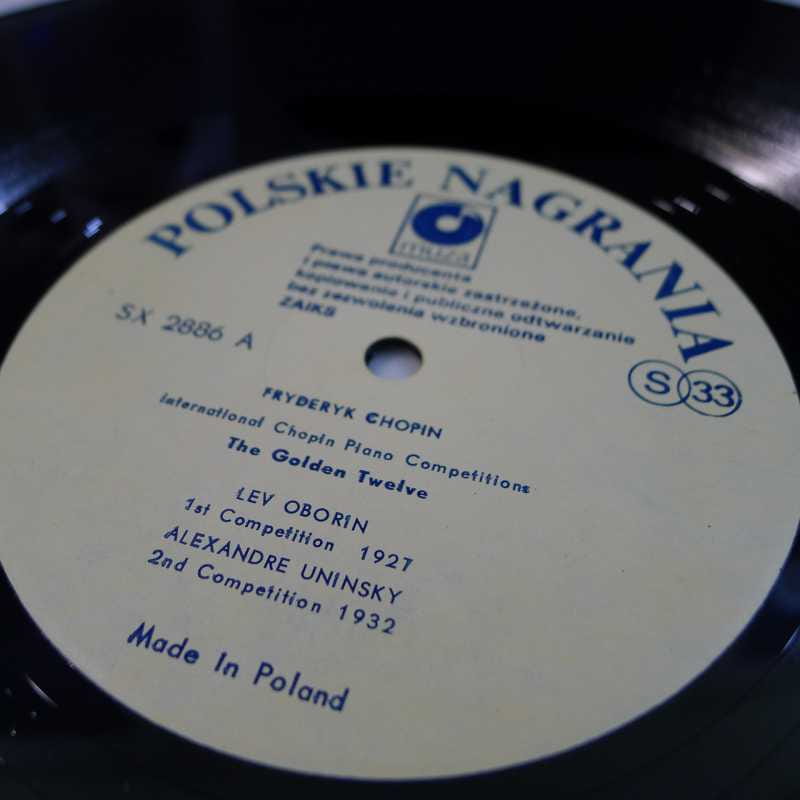 POLSKIE NAGRANIA
muza
Prawa producenta
i prawa autorskie zastrzeżone,
kopiowanie i publiczne odtwarzanie
bez zezwolenia wzbronione
ZAIKS
SX 2886 A
S 33
FRYDERYK CHOPIN
International Chopin Piano Competitions
The Golden Twelve
LEV OBORIN
1st Competition 1927
ALEXANDRE UNINSKY
2nd Competition 1932
Made In Poland